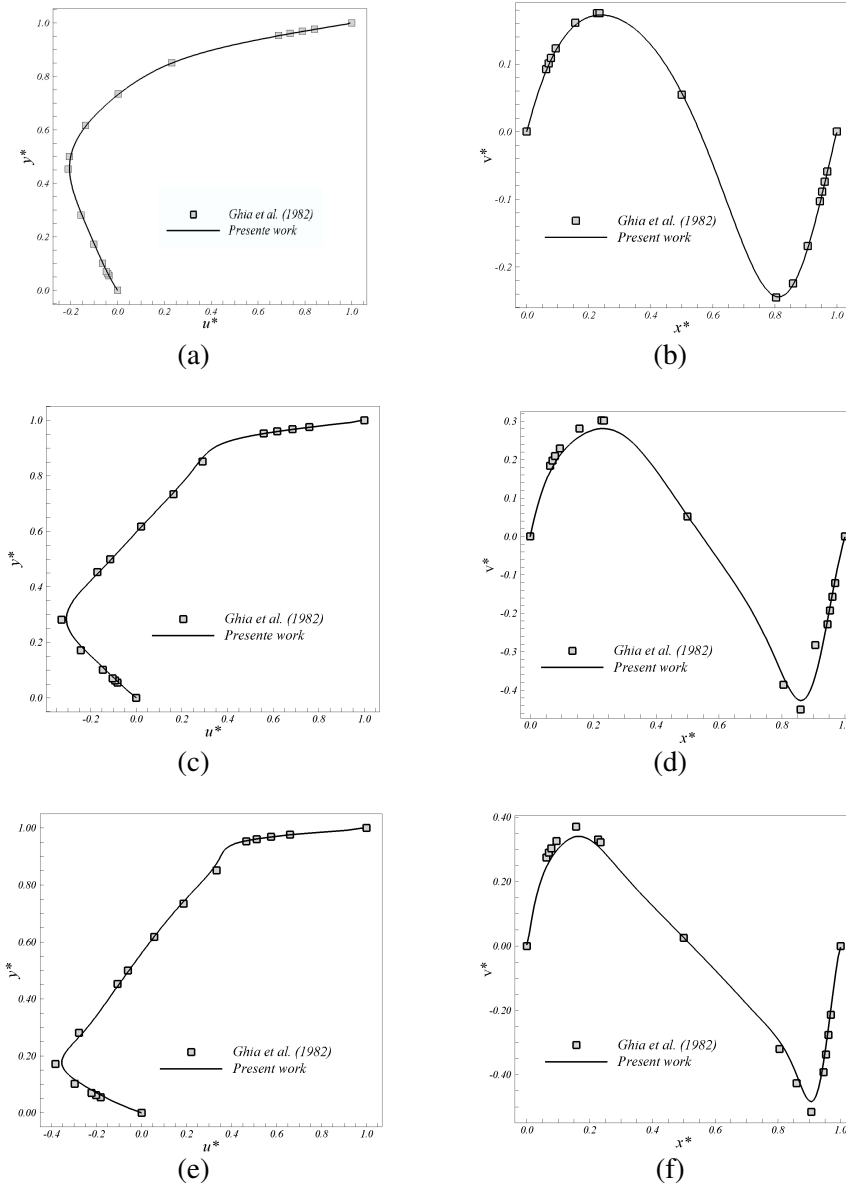 1.0
0.8
0.6
0.4
0.2
0.0
y*
-0.2 0.0 0.2 0.4 0.6 0.8 1.0
u*
Ghia et al. (1982)
Presente work
(a)
0.2
0.1
0.0
-0.1
-0.2
v*
0.0 0.2 0.4 0.6 0.8 1.0
x*
Ghia et al. (1982)
Present work
(b)
1.0
0.8
0.6
0.4
0.2
0.0
y*
-0.2 0.0 0.2 0.4 0.6 0.8 1.0
u*
Ghia et al. (1982)
Presente work
(c)
0.3
0.2
0.1
0.0
-0.1
-0.2
-0.3
-0.4
v*
0.0 0.2 0.4 0.6 0.8 1.0
x*
Ghia et al. (1982)
Present work
(d)
1.00
0.80
0.60
0.40
0.20
0.00
y*
-0.4 -0.2 0.0 0.2 0.4 0.6 0.8 1.0
u*
Ghia et al. (1982)
Present work
(e)
0.40
0.20
0.00
-0.20
-0.40
v*
0.0 0.2 0.4 0.6 0.8 1.0
x*
Ghia et al. (1982)
Present work
(f)